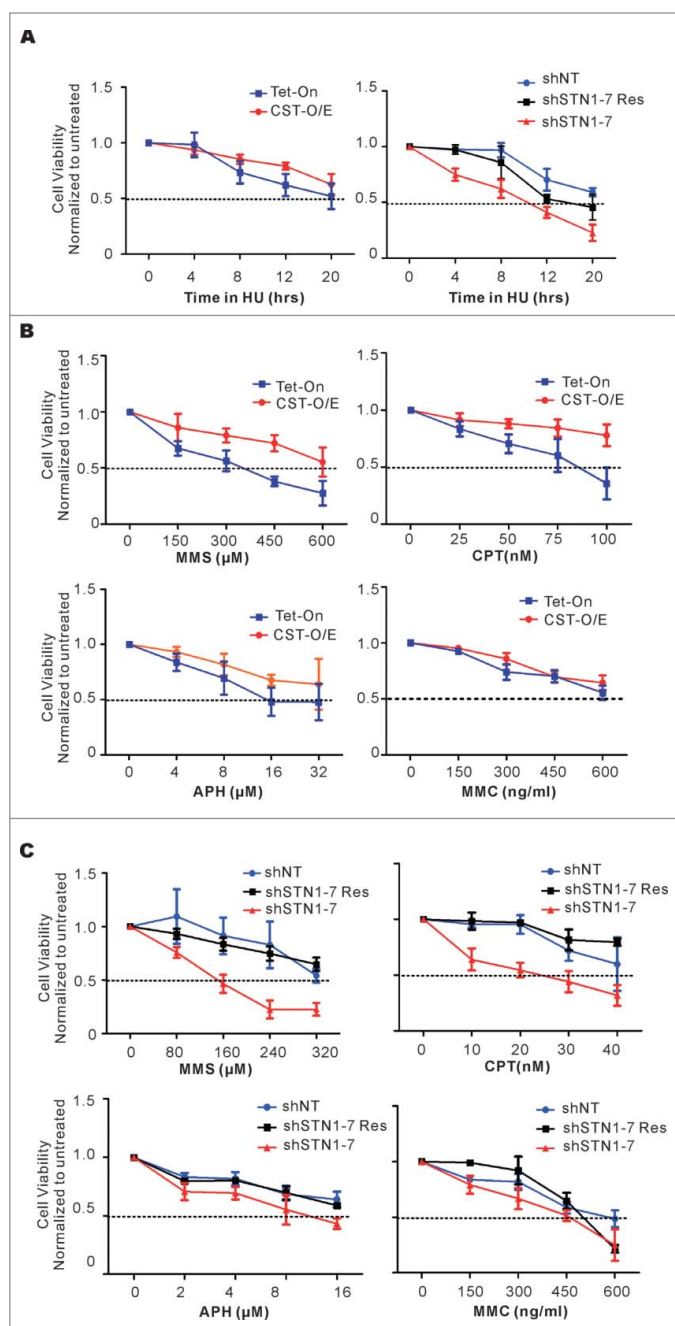 A
Cell Viability
Normalized to untreated
1.5
1.0
0.5
0
Tet-On
CST-O/E
0 4 8 12 20
Time in HU (hrs)
1.5
1.0
0.5
0
shNT
shSTN1-7 Res
shSTN1-7
0 4 8 12 20
Time in HU (hrs)
B
Cell Viability
Normalized to untreated
1.5
1.0
0.5
0
Tet-On
CST-O/E
0 150 300 450 600
MMS (µM)
1.5
1.0
0.5
0
Tet-On
CST-O/E
0 25 50 75 100
CPT(nM)
Cell Viability
Normalized to untreated
1.5
1.0
0.5
0
Tet-On
CST-O/E
0 4 8 16 32
APH (µM)
Tet-On
CST-O/E
0 150 300 450 600
MMC (ng/ml)
C
Cell Viability
Normalized to untreated
1.5
1.0
0.5
0
shNT
shSTN1-7 Res
shSTN1-7
0 80 160 240 320
MMS (µM)
shNT
shSTN1-7 Res
shSTN1-7
0 10 20 30 40
CPT(nM)
Cell Viability
Normalized to untreated
1.5
1.0
0.5
0
shNT
shSTN1-7 Res
shSTN1-7
0 2 4 8 16
APH (µM)
shNT
shSTN1-7 Res
shSTN1-7
0 150 300 450 600
MMC (ng/ml)